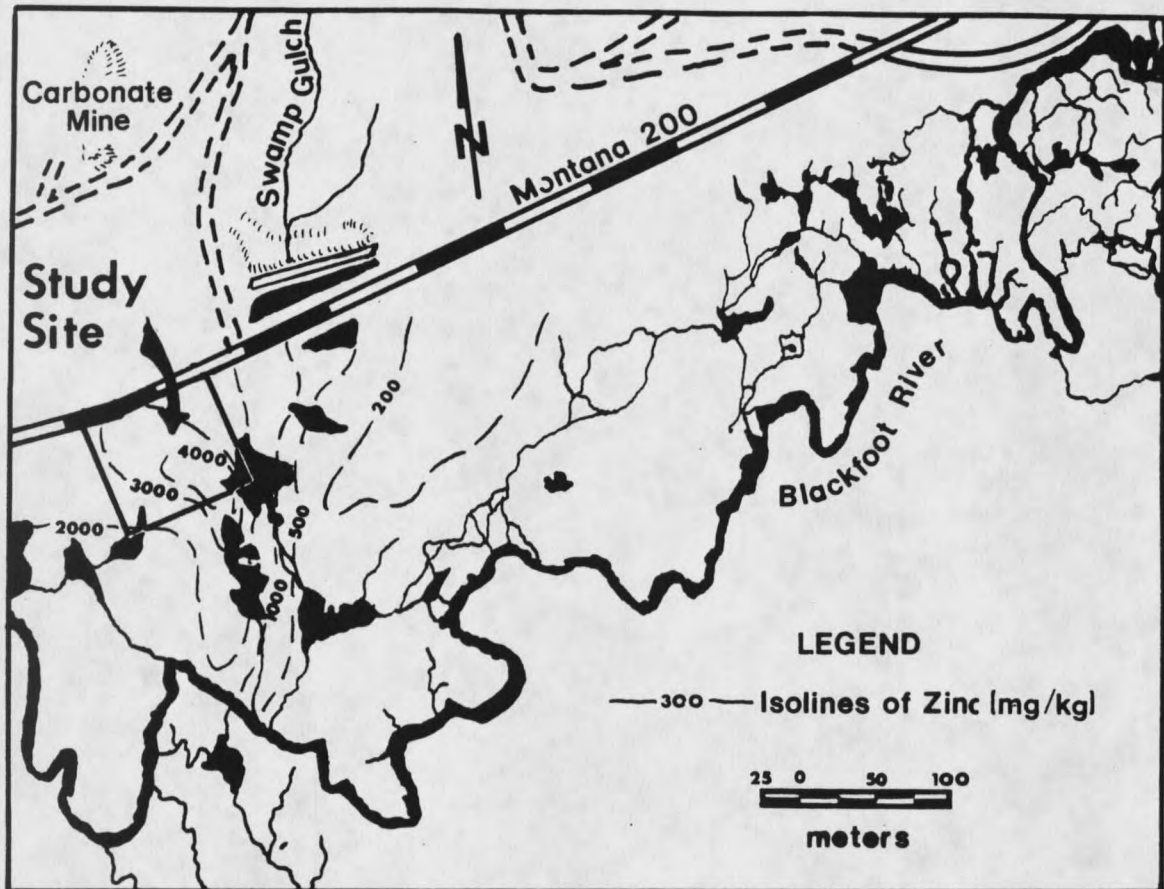 Carbonate
Mine
Swamp Gulch
N
Montana 200
Study
Site
200
4000
3000
2000
500
1000
Blackfoot River
LEGEND
300 Isolines of Zinc [mg/kg]
25 0 50 100
meters